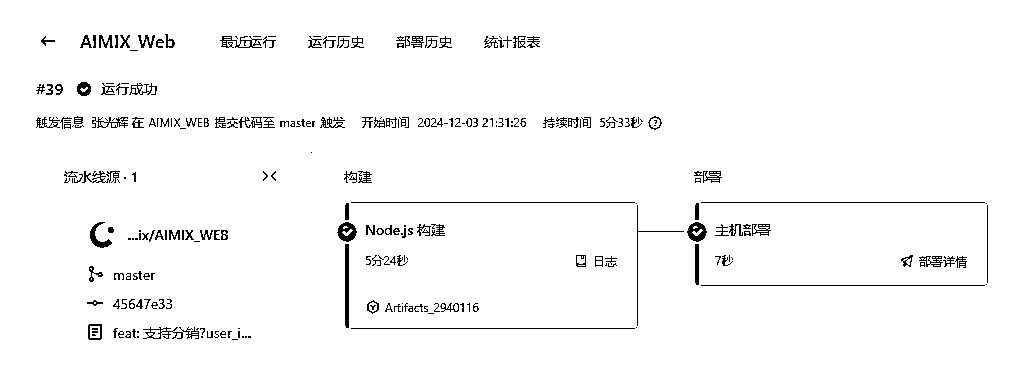 AIMIX_Web 最近运行 运行历史 部署历史 统计报表
#39 运行成功
触发信息 张光辉 在 AIMIX_WEB 提交代码至 master 触发 开始时间 2024-12-03 21:31:26 持续时间 5分33秒
流水线源 · 1
...ix/AIMIX_WEB
master
45647e33
feat: 支持分销?user_i...
构建
Node.js 构建
5分24秒 日志
Artifacts_2940116
部署
主机部署
7秒 部署详情